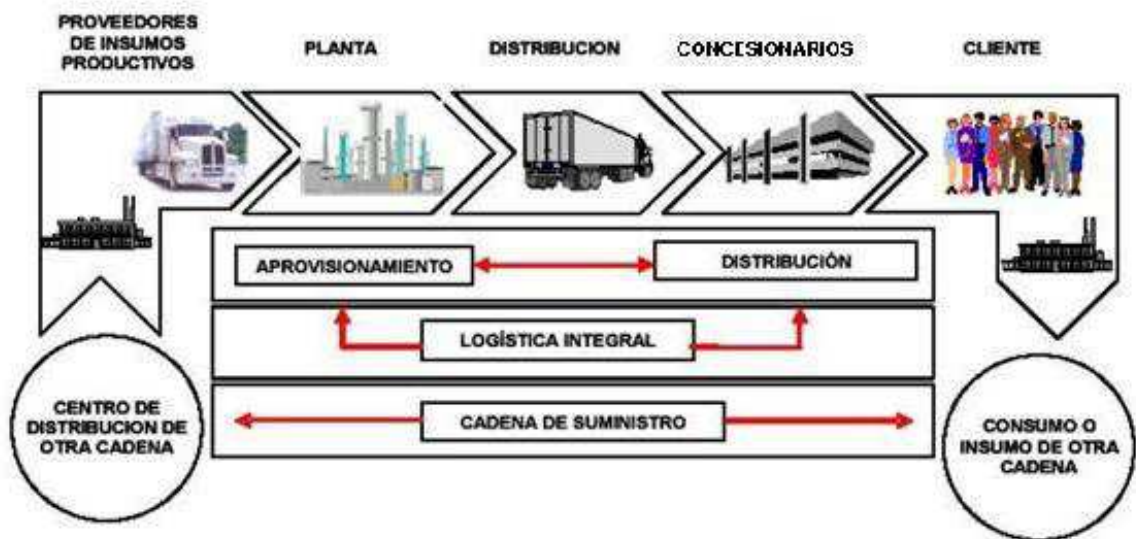 PROVEEDORES
DE INSUMOS
PRODUCTIVOS
PLANTA
DISTRIBUCION
CONCESIONARIOS
CLIENTE
APROVISIONAMIENTO
DISTRIBUCIÓN
LOGÍSTICA INTEGRAL
CADENA DE SUMINISTRO
CENTRO DE
DISTRIBUCION DE
OTRA CADENA
CONSUMO O
INSUMO DE OTRA
CADENA